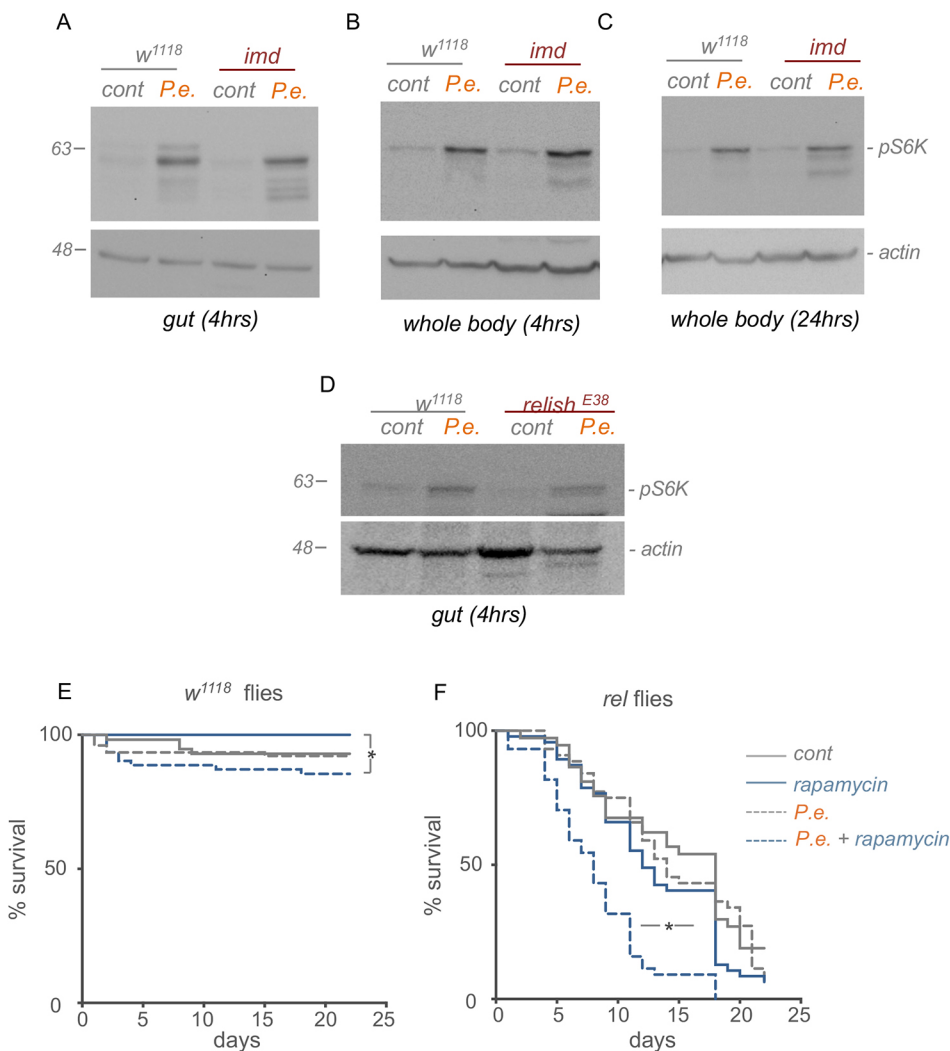 A
B
C
w1118
imd
w1118
imd
w1118
imd
cont P.e. cont P.e.
cont P.e. cont P.e.
cont P.e. cont P.e.
63
- pS6K
48
- actin
gut (4hrs)
whole body (4hrs)
whole body (24hrs)
D
w1118
relish E38
cont P.e. cont P.e.
63
- pS6K
48
- actin
gut (4hrs)
E
w1118 flies
100
50
0
% survival
0 5 10 15 20 25
days
*
F
rel flies
100
50
0
% survival
0 5 10 15 20 25
days
*
cont
rapamycin
P.e.
P.e. + rapamycin